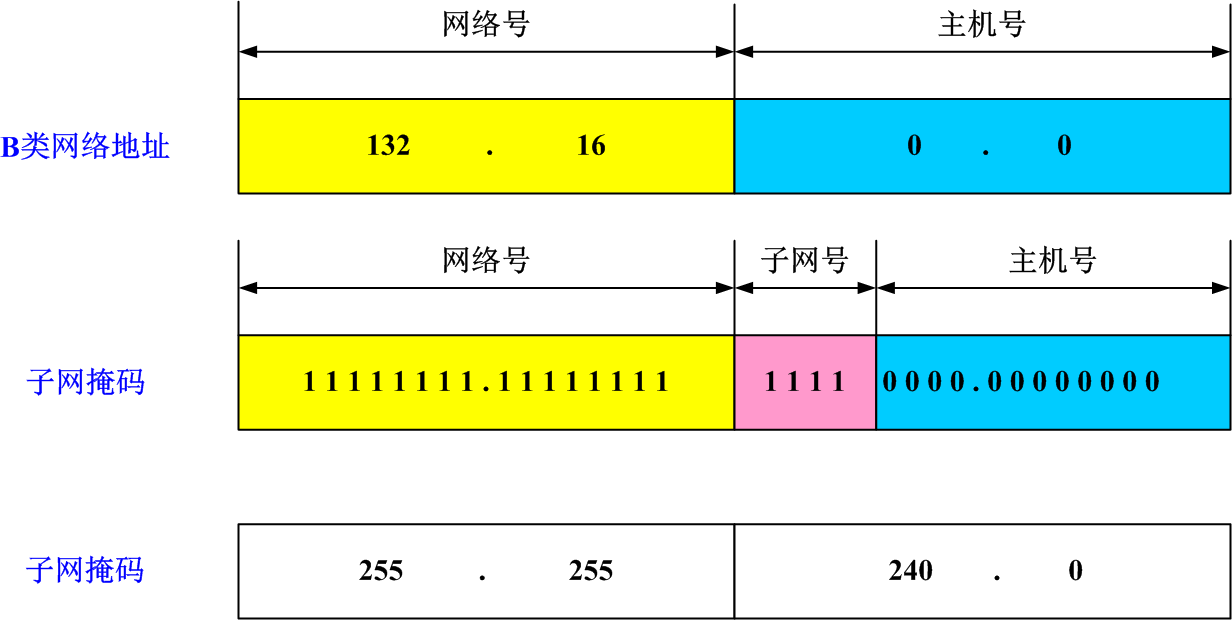 网络号 主机号
B类网络地址 132 . 16 0 . 0
网络号 子网号 主机号
子网掩码 1 1 1 1 1 1 1 1 . 1 1 1 1 1 1 1 1 1 1 1 1 0 0 0 0 . 0 0 0 0 0 0 0 0
子网掩码 255 . 255 240 . 0